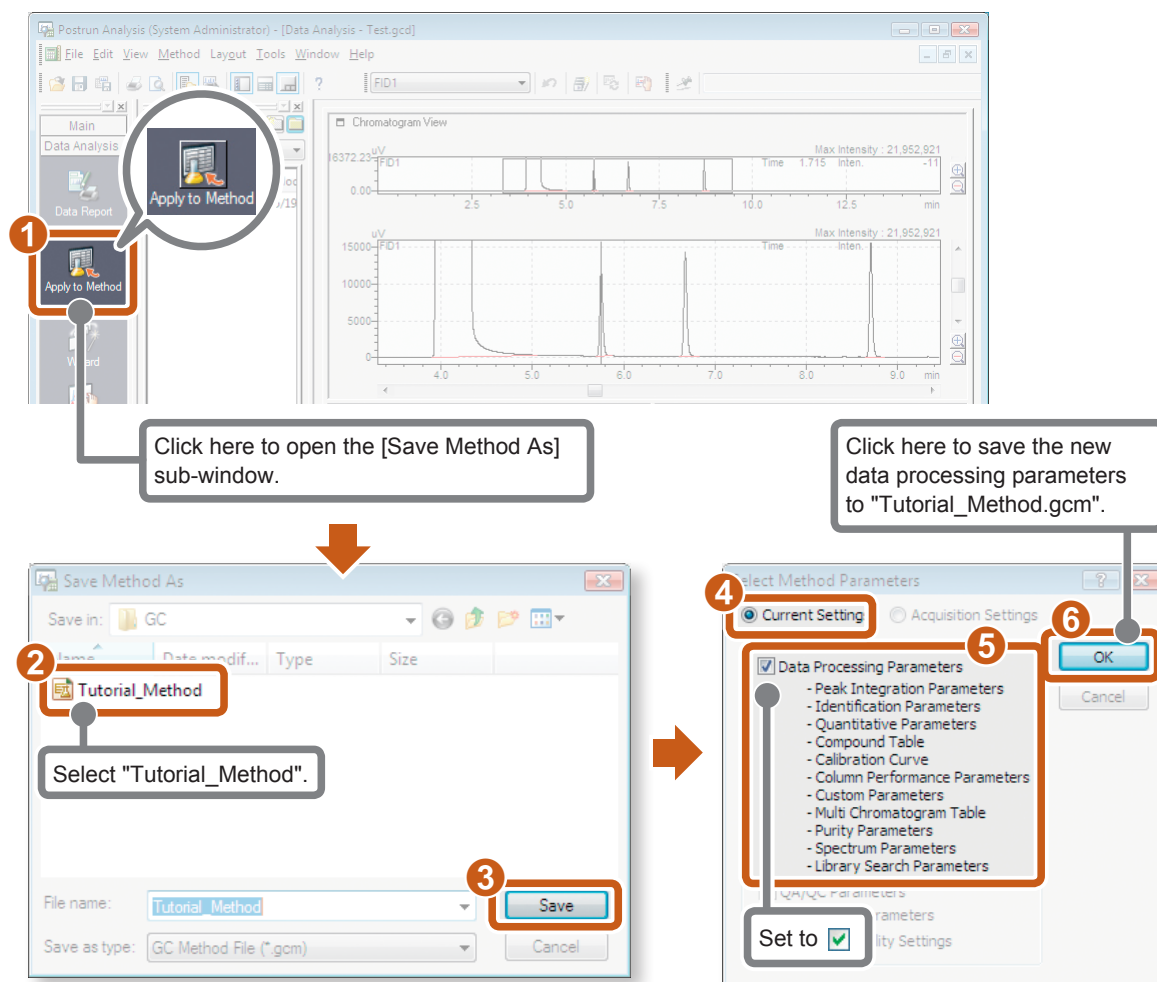 Postrun Analysis (System Administrator) - [Data Analysis - Test.gcd]
File Edit View Method Layout Tools Window Help
? FID1
Main
Data Analysis
Data Report
1
Apply to Method
Apply to Method
Chromatogram View
uV
Max Intensity : 21,952,921
16372.23
FID1
Time 1.715 Inten. -11
0.00
2.5 5.0 7.5 10.0 12.5 min
uV
Max Intensity : 21,952,921
15000
FID1
Time Inten.
10000
5000
0
4.0 5.0 6.0 7.0 8.0 9.0 min
Click here to open the [Save Method As]
sub-window.
Click here to save the new
data processing parameters
to "Tutorial_Method.gcm".
Save Method As
Save in: GC
Name Date modif... Type Size
2
Tutorial_Method
Select "Tutorial_Method".
3
File name: Tutorial_Method
Save
Save as type: GC Method File (*.gcm)
Cancel
Select Method Parameters
4
Current Setting
Acquisition Settings
5
6
OK
Cancel
Data Processing Parameters
- Peak Integration Parameters
- Identification Parameters
- Quantitative Parameters
- Compound Table
- Calibration Curve
- Column Performance Parameters
- Custom Parameters
- Multi Chromatogram Table
- Purity Parameters
- Spectrum Parameters
- Library Search Parameters
QA/QC Parameters
Set to